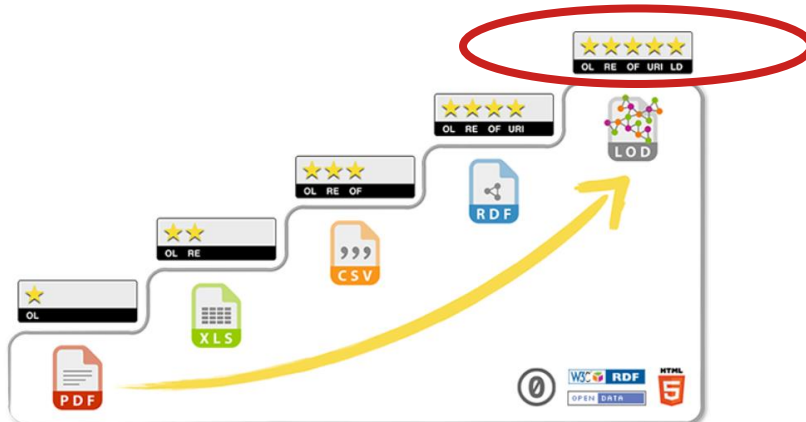 OL RE OF URI LD
LOD
OL RE OF URI
RDF
OL RE OF
CSV
OL RE
XLS
OL
PDF
0
W3C RDF
OPEN DATA
HTML
5